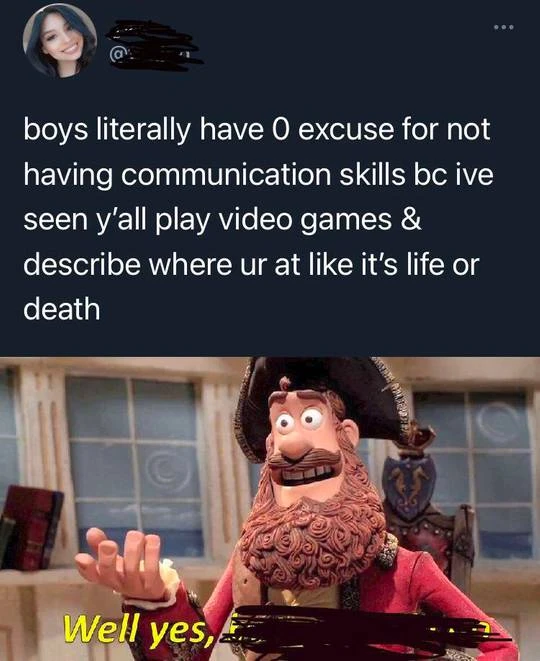 boys literally have 0 excuse for not
having communication skills bc ive
seen y'all play video games &
describe where ur at like it's life or
death
Well yes,